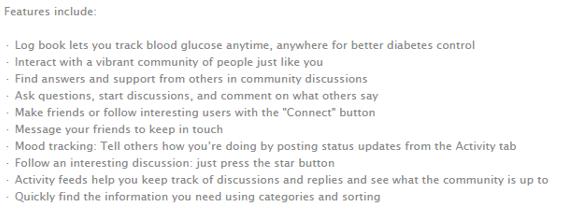 Features include:
· Log book lets you track blood glucose anytime, anywhere for better diabetes control
· Interact with a vibrant community of people just like you
· Find answers and support from others in community discussions
· Ask questions, start discussions, and comment on what others say
· Make friends or follow interesting users with the "Connect" button
· Message your friends to keep in touch
· Mood tracking: Tell others how you're doing by posting status updates from the Activity tab
· Follow an interesting discussion: just press the star button
· Activity feeds help you keep track of discussions and replies and see what the community is up to
· Quickly find the information you need using categories and sorting